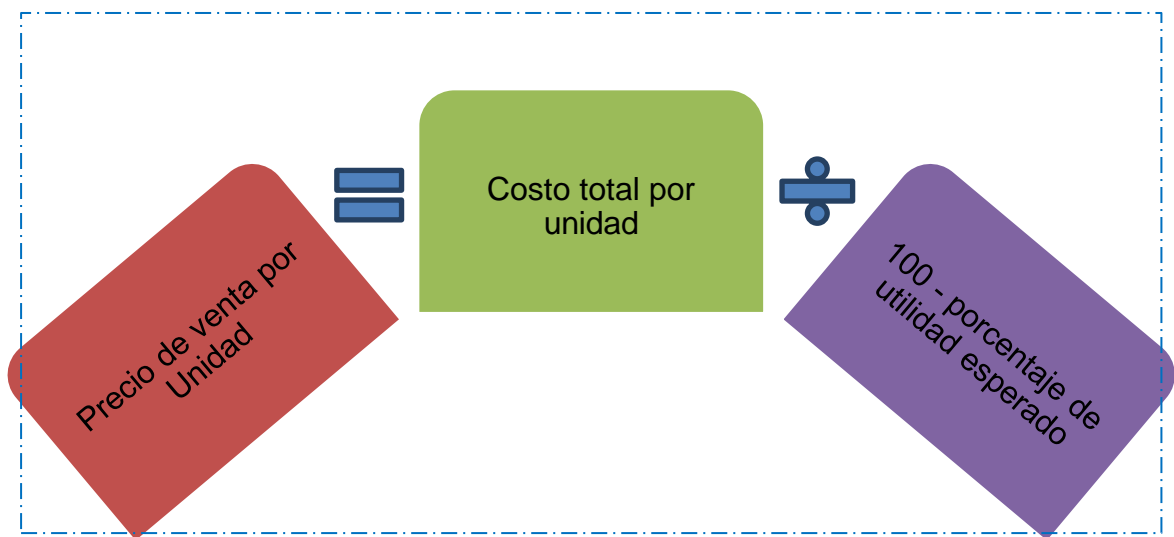 Precio de venta por
Unidad
Costo total por
unidad
100 - porcentaje de
utilidad esperado